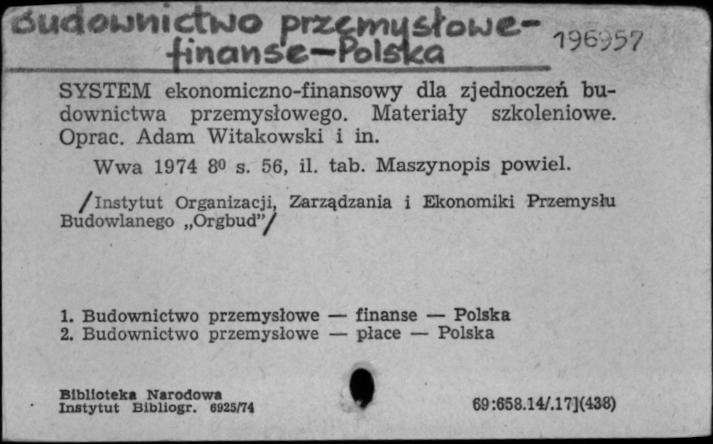 Budownictwo przemysłowe-
finanse-Polska
196957
SYSTEM ekonomiczno-finansowy dla zjednoczeń bu-
downictwa przemysłowego. Materiały szkoleniowe.
Oprac. Adam Witakowski i in.
Wwa 1974 8⁰ s. 56, il. tab. Maszynopis powiel.
/Instytut Organizacji, Zarządzania i Ekonomiki Przemysłu
Budowlanego „Orgbud”/
1. Budownictwo przemysłowe — finanse — Polska
2. Budownictwo przemysłowe — płace — Polska
Biblioteka Narodowa
Instytut Bibliogr. 6925/74
69:658.14/.17](438)